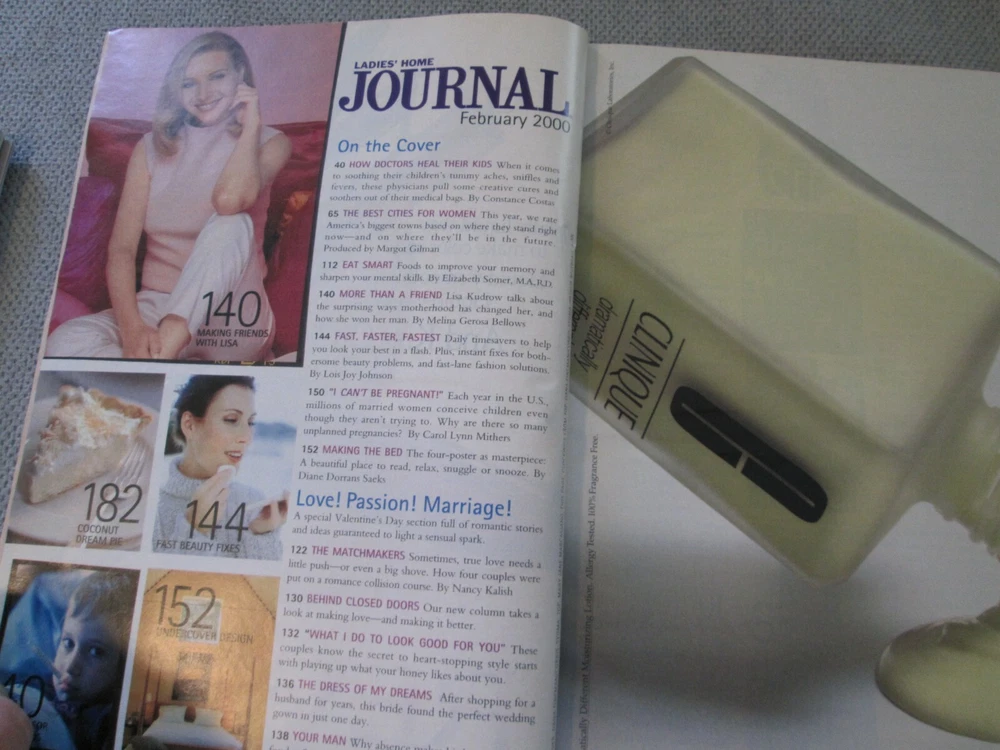 LADIES' HOME
JOURNAL
February 2000
On the Cover
40 HOW DOCTORS HEAL THEIR KIDS When it comes
to soothing their children's tummy aches, sniffles and
fevers, these physicians pull some creative cures and
soothers out of their medical bags. By Constance Costas
65 THE BEST CITIES FOR WOMEN This year, we rate
America's biggest towns based on where they stand right
now—and on where they'll be in the future.
Produced by Margot Gilman
112 EAT SMART Foods to improve your memory and
sharpen your mental skills. By Elizabeth Somer, M.A., R.D.
140 MORE THAN A FRIEND Lisa Kudrow talks about
the surprising ways motherhood has changed her, and
how she won her man. By Melina Gerosa Bellows
144 FAST, FASTER, FASTEST Daily timesavers to help
you look your best in a flash. Plus, instant fixes for both-
ersome beauty problems, and fast-lane fashion solutions.
By Lois Joy Johnson
150 "I CAN'T BE PREGNANT!" Each year in the U.S.,
millions of married women conceive children even
though they aren't trying to. Why are there so many
unplanned pregnancies? By Carol Lynn Mithers
152 MAKING THE BED The four-poster as masterpiece:
A beautiful place to read, relax, snuggle or snooze. By
Diane Dorrans Saeks
Love! Passion! Marriage!
A special Valentine's Day section full of romantic stories
and ideas guaranteed to light a sensual spark.
122 THE MATCHMAKERS Sometimes, true love needs a
little push—or even a big shove. How four couples were
put on a romance collision course. By Nancy Kalish
130 BEHIND CLOSED DOORS Our new column takes a
look at making love—and making it better.
132 "WHAT I DO TO LOOK GOOD FOR YOU" These
couples know the secret to heart-stopping style starts
with playing up what your honey likes about you.
136 THE DRESS OF MY DREAMS After shopping for a
husband for years, this bride found the perfect wedding
gown in just one day.
138 YOUR MAN Why absence
140
MAKING FRIENDS
WITH LISA
182
COCONUT
DREAM PIE
144
FAST BEAUTY FIXES
152
UNDERCOVER DESIGN
40
CLINIQUE
dramatically
different
Different Moisturizing Lotion. Allergy Tested. 100% Fragrance Free.
Laboratories, Inc.